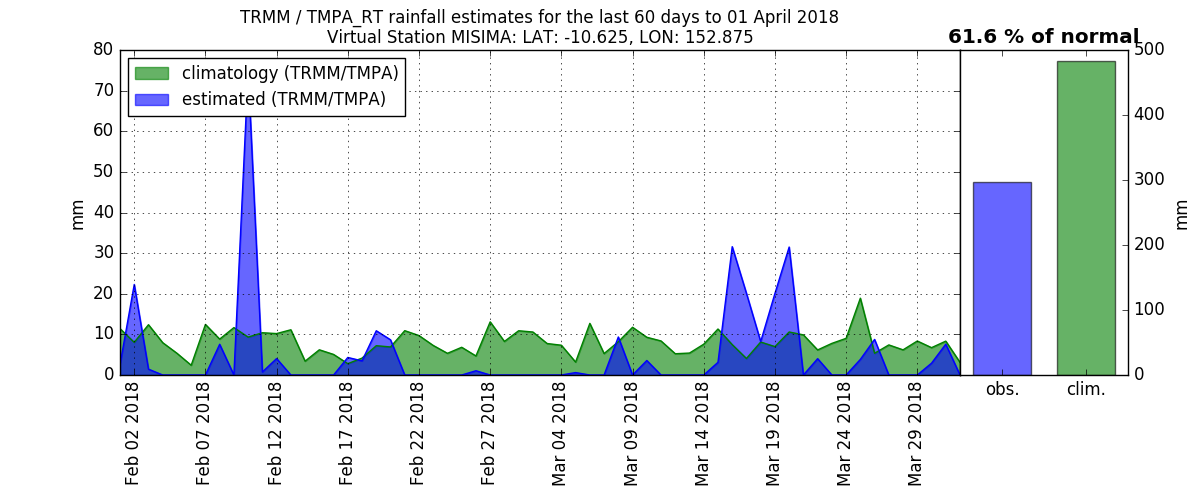 TRMM / TMPA_RT rainfall estimates for the last 60 days to 01 April 2018
Virtual Station MISIMA: LAT: -10.625, LON: 152.875
61.6 % of normal
climatology (TRMM/TMPA)
estimated (TRMM/TMPA)
80
70
60
50
40
30
20
10
0
mm
500
400
300
200
100
0
mm
Feb 02 2018
Feb 07 2018
Feb 12 2018
Feb 17 2018
Feb 22 2018
Feb 27 2018
Mar 04 2018
Mar 09 2018
Mar 14 2018
Mar 19 2018
Mar 24 2018
Mar 29 2018
obs.
clim.